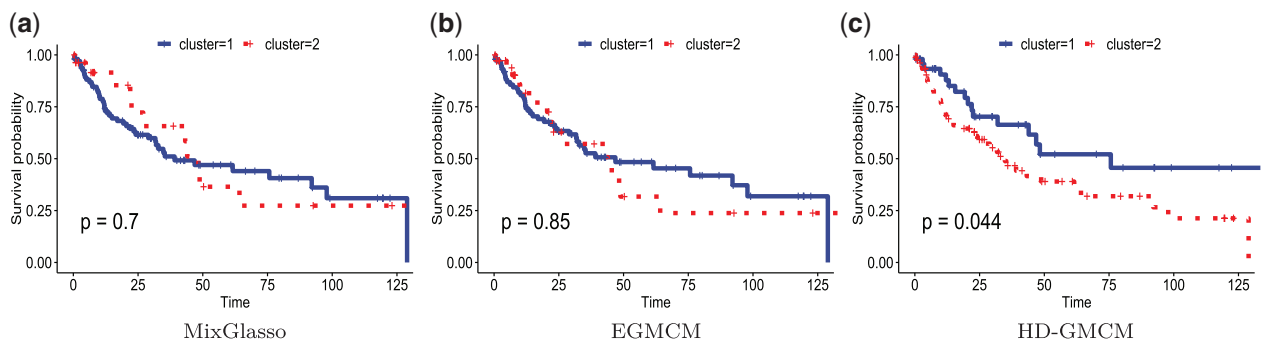 (a)
cluster=1 cluster=2
1.00
0.75
0.50
0.25
0.00
Survival probability
p = 0.7
0 25 50 75 100 125
Time
MixGlasso
(b)
cluster=1 cluster=2
1.00
0.75
0.50
0.25
0.00
Survival probability
p = 0.85
0 25 50 75 100 125
Time
EGMCM
(c)
cluster=1 cluster=2
1.00
0.75
0.50
0.25
0.00
Survival probability
p = 0.044
0 25 50 75 100 125
Time
HD-GMCM